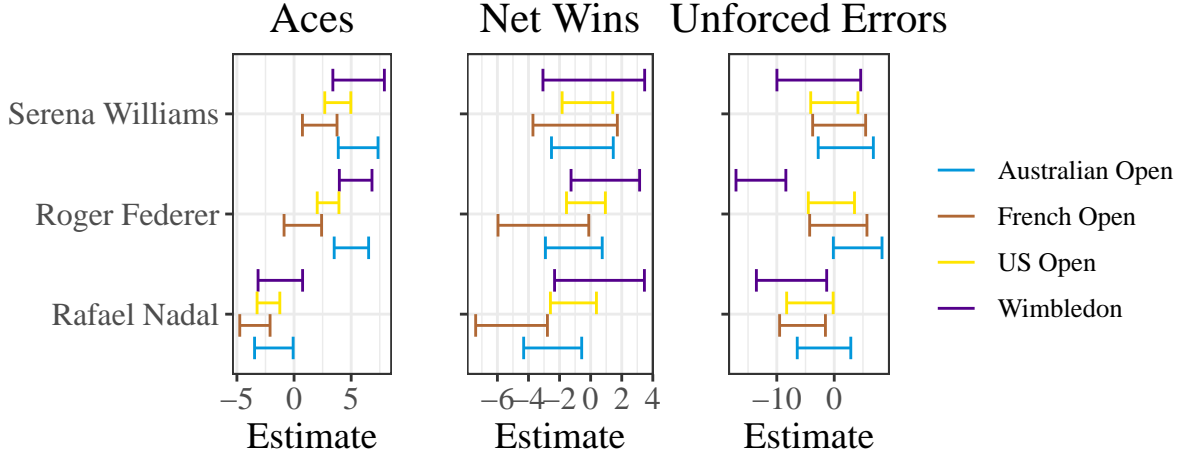 Aces Net Wins Unforced Errors
Serena Williams
Roger Federer
Rafael Nadal
−5 0 5 −6 −4 −2 0 2 4 −10 0
Estimate Estimate Estimate
Australian Open
French Open
US Open
Wimbledon